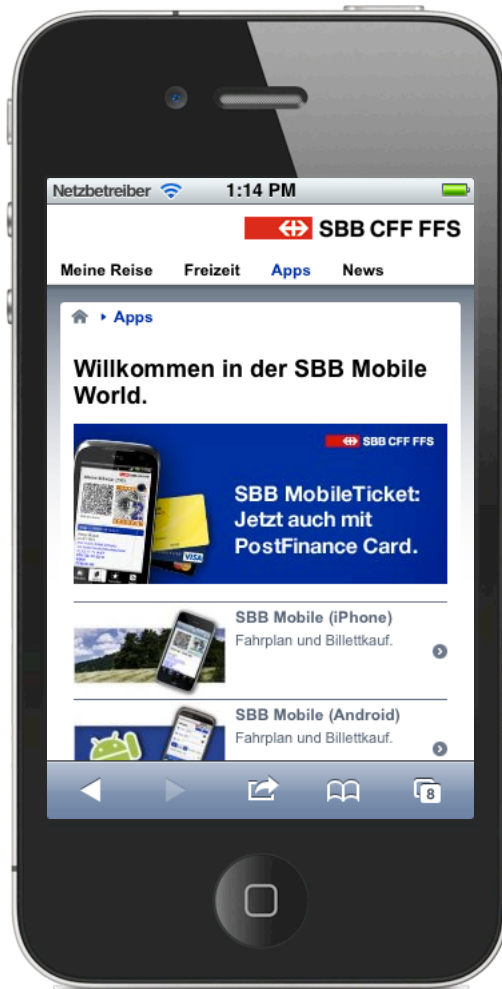 Netzbetreiber 1:14 PM
SBB CFF FFS
Meine Reise Freizeit Apps News
Apps
Willkommen in der SBB Mobile
World.
SBB CFF FFS
SBB MobileTicket:
Jetzt auch mit
PostFinance Card.
VISA
SBB Mobile (iPhone)
Fahrplan und Billettkauf.
SBB Mobile (Android)
Fahrplan und Billettkauf.
8